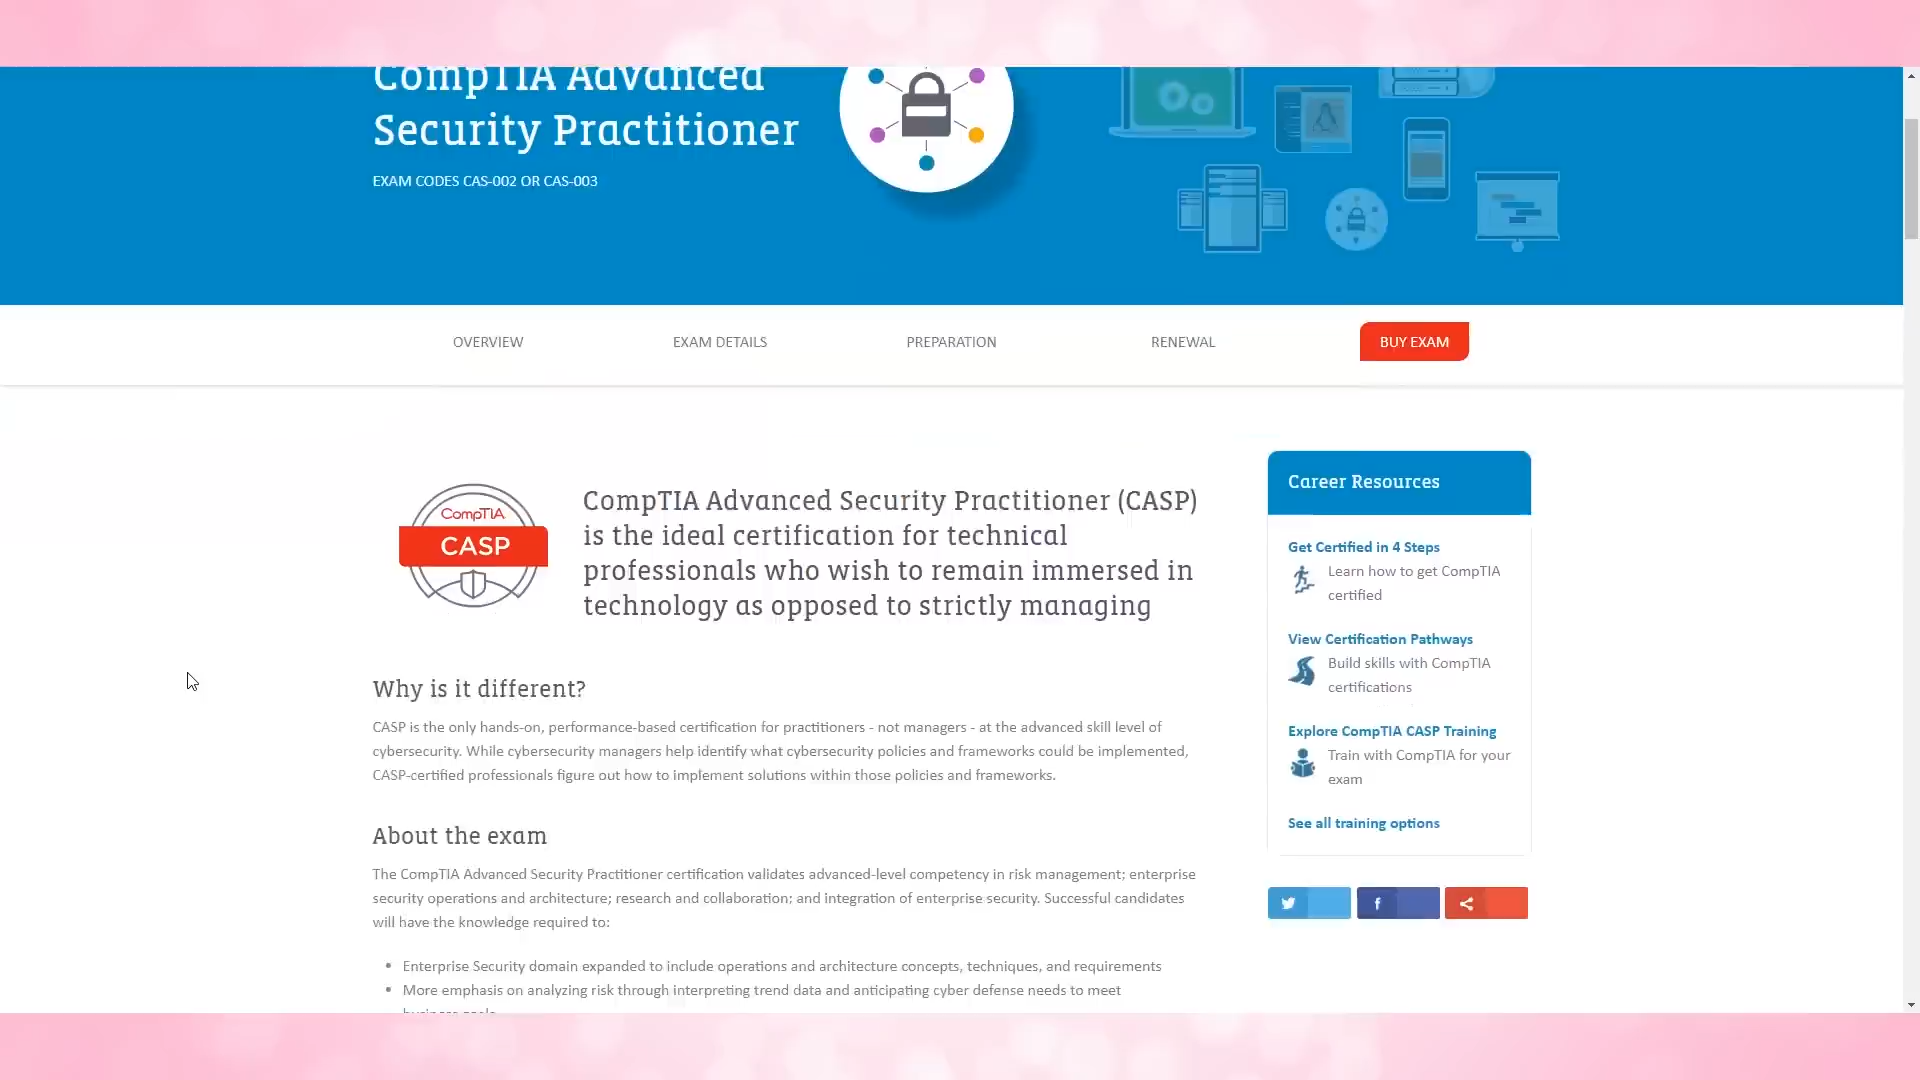 CompTIA Advanced
Security Practitioner
EXAM CODES CAS-002 OR CAS-003
OVERVIEW
EXAM DETAILS
PREPARATION
RENEWAL
BUY EXAM
CompTIA
CASP
CompTIA Advanced Security Practitioner (CASP)
is the ideal certification for technical
professionals who wish to remain immersed in
technology as opposed to strictly managing
Why is it different?
CASP is the only hands-on, performance-based certification for practitioners - not managers - at the advanced skill level of
cybersecurity. While cybersecurity managers help identify what cybersecurity policies and frameworks could be implemented,
CASP-certified professionals figure out how to implement solutions within those policies and frameworks.
About the exam
The CompTIA Advanced Security Practitioner certification validates advanced-level competency in risk management; enterprise
security operations and architecture; research and collaboration; and integration of enterprise security. Successful candidates
will have the knowledge required to:
• Enterprise Security domain expanded to include operations and architecture concepts, techniques, and requirements
• More emphasis on analyzing risk through interpreting trend data and anticipating cyber defense needs to meet
Career Resources
Get Certified in 4 Steps
Learn how to get CompTIA
certified
View Certification Pathways
Build skills with CompTIA
certifications
Explore CompTIA CASP Training
Train with CompTIA for your
exam
See all training options